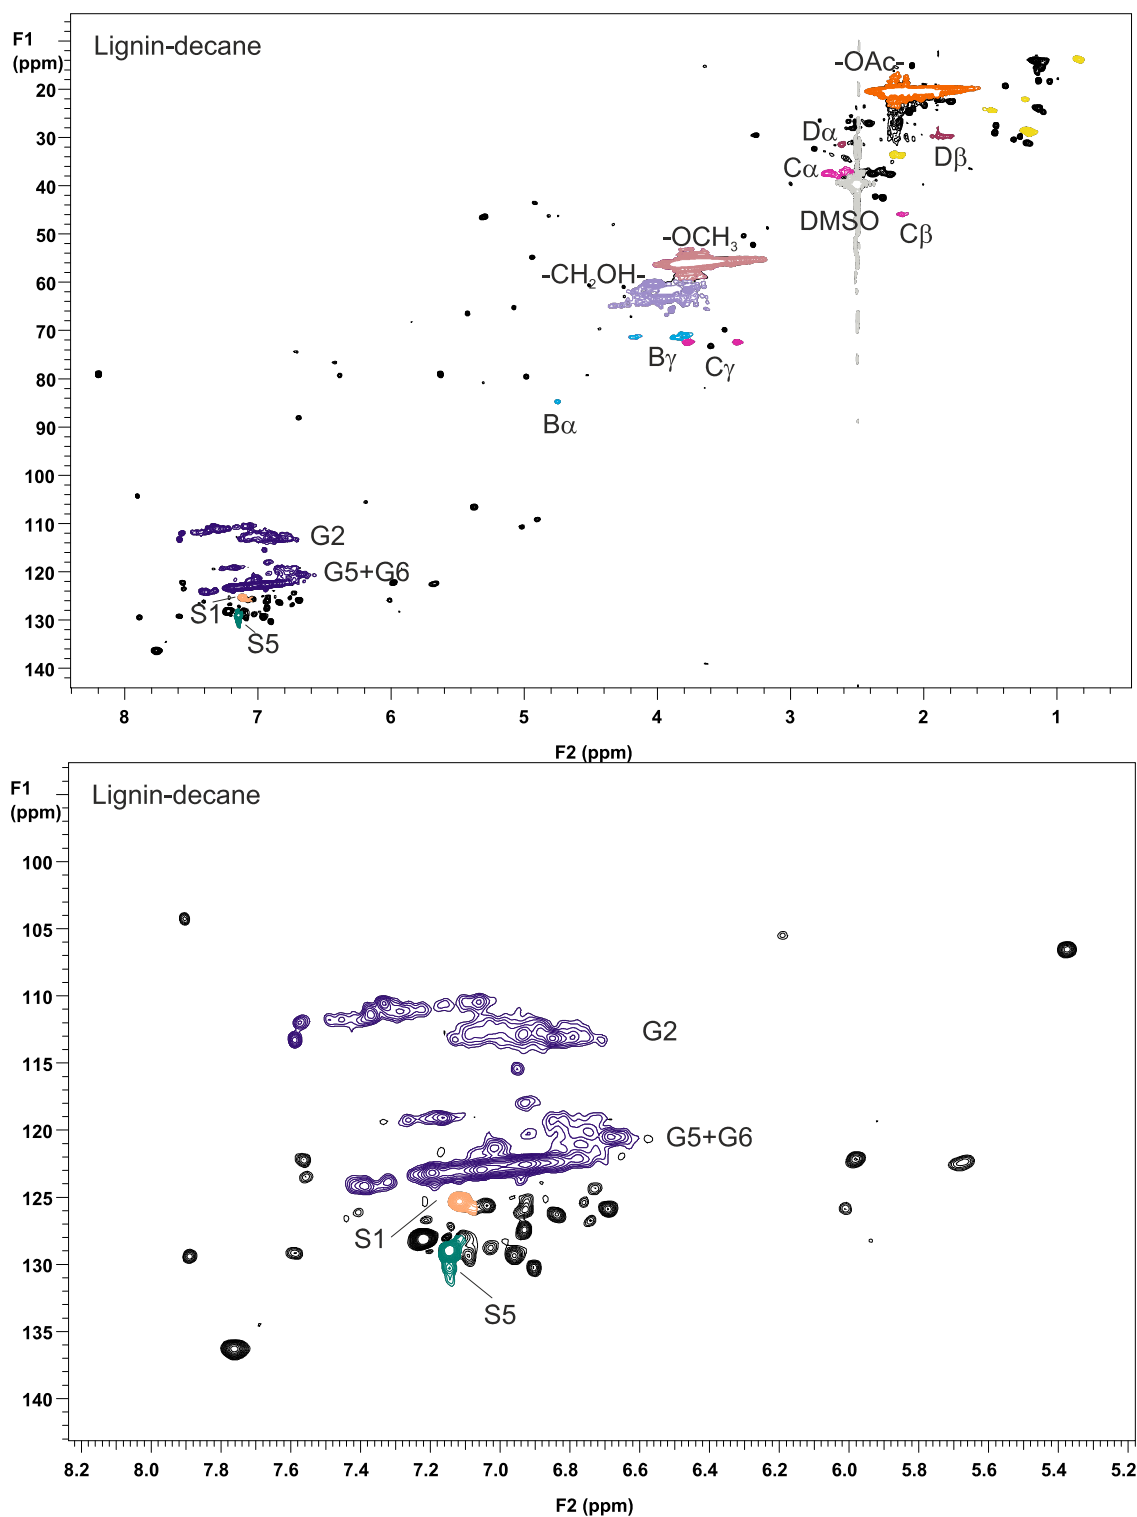 F1
(ppm)
Lignin-decane
-OAc-
20
30
Dα
Dβ
Cα
40
DMSO
Cβ
50
-OCH3
-CH2OH-
60
70
Bγ
Cγ
80
Bα
90
100
110
G2
120
G5+G6
S1
130
S5
140
8 7 6 5 4 3 2 1
F2 (ppm)
F1
(ppm)
Lignin-decane
100
105
110
G2
115
120
G5+G6
125
S1
130
S5
135
140
8.2 8.0 7.8 7.6 7.4 7.2 7.0 6.8 6.6 6.4 6.2 6.0 5.8 5.6 5.4 5.2
F2 (ppm)